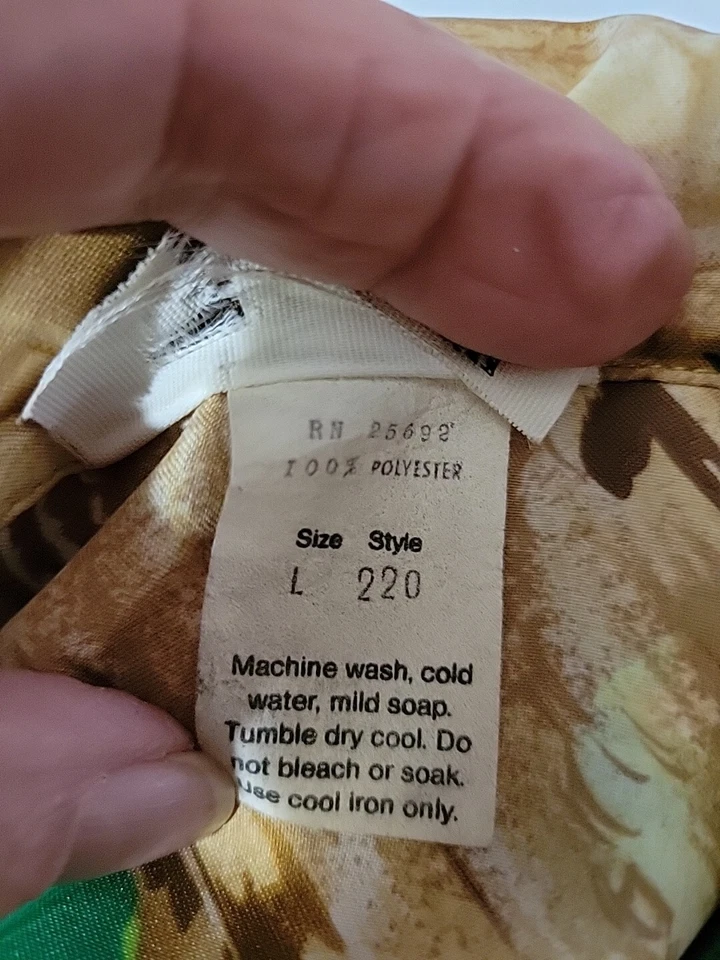 RN 25692
100% POLYESTER
Size Style
L 220
Machine wash, cold
water, mild soap.
Tumble dry cool. Do
not bleach or soak.
use cool iron only.